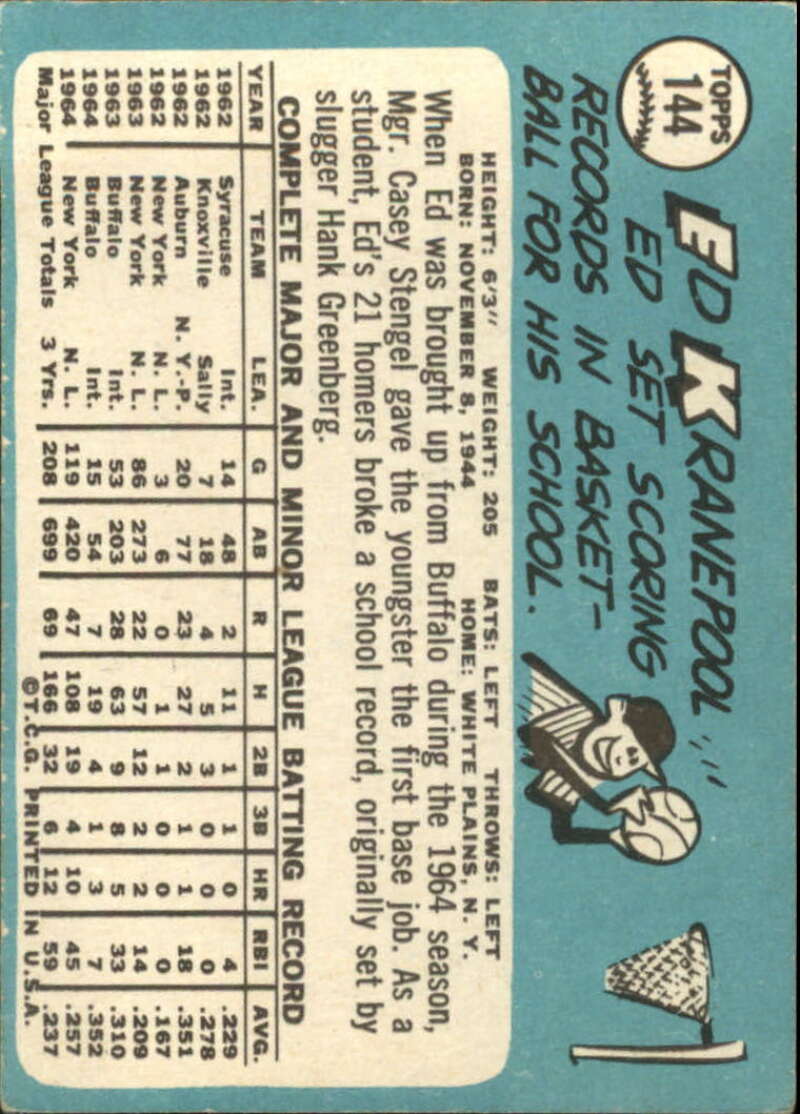 TOPPS
144
ED KRANEPOOL
ED SET SCORING
RECORDS IN BASKET-
BALL FOR HIS SCHOOL.
HEIGHT: 6'3" WEIGHT: 205 BATS: LEFT THROWS: LEFT
BORN: NOVEMBER 8, 1944 HOME: WHITE PLAINS, N. Y.
When Ed was brought up from Buffalo during the 1964 season,
Mgr. Casey Stengel gave the youngster the first base job. As a
student, Ed's 21 homers broke a school record, originally set by
slugger Hank Greenberg.
COMPLETE MAJOR AND MINOR LEAGUE BATTING RECORD
YEAR TEAM LEA. G AB R H 2B 3B HR RBI AVG.
1962 Syracuse Int. 14 48 2 11 1 1 0 4 .229
1962 Knoxville Sally 7 18 4 5 3 0 0 0 .278
1962 Auburn N. Y.-P. 20 77 23 27 2 1 1 18 .351
1962 New York N. L. 3 6 0 1 1 0 0 0 .167
1963 New York N. L. 86 273 22 57 12 2 2 14 .209
1963 Buffalo Int. 53 203 28 63 9 8 5 33 .310
1964 Buffalo Int. 15 54 7 19 4 1 3 7 .352
1964 New York N. L. 119 420 47 108 19 4 10 45 .257
Major League Totals 3 Yrs. 208 699 69 166 32 6 12 59 .237
©T.C.G. PRINTED IN U.S.A.